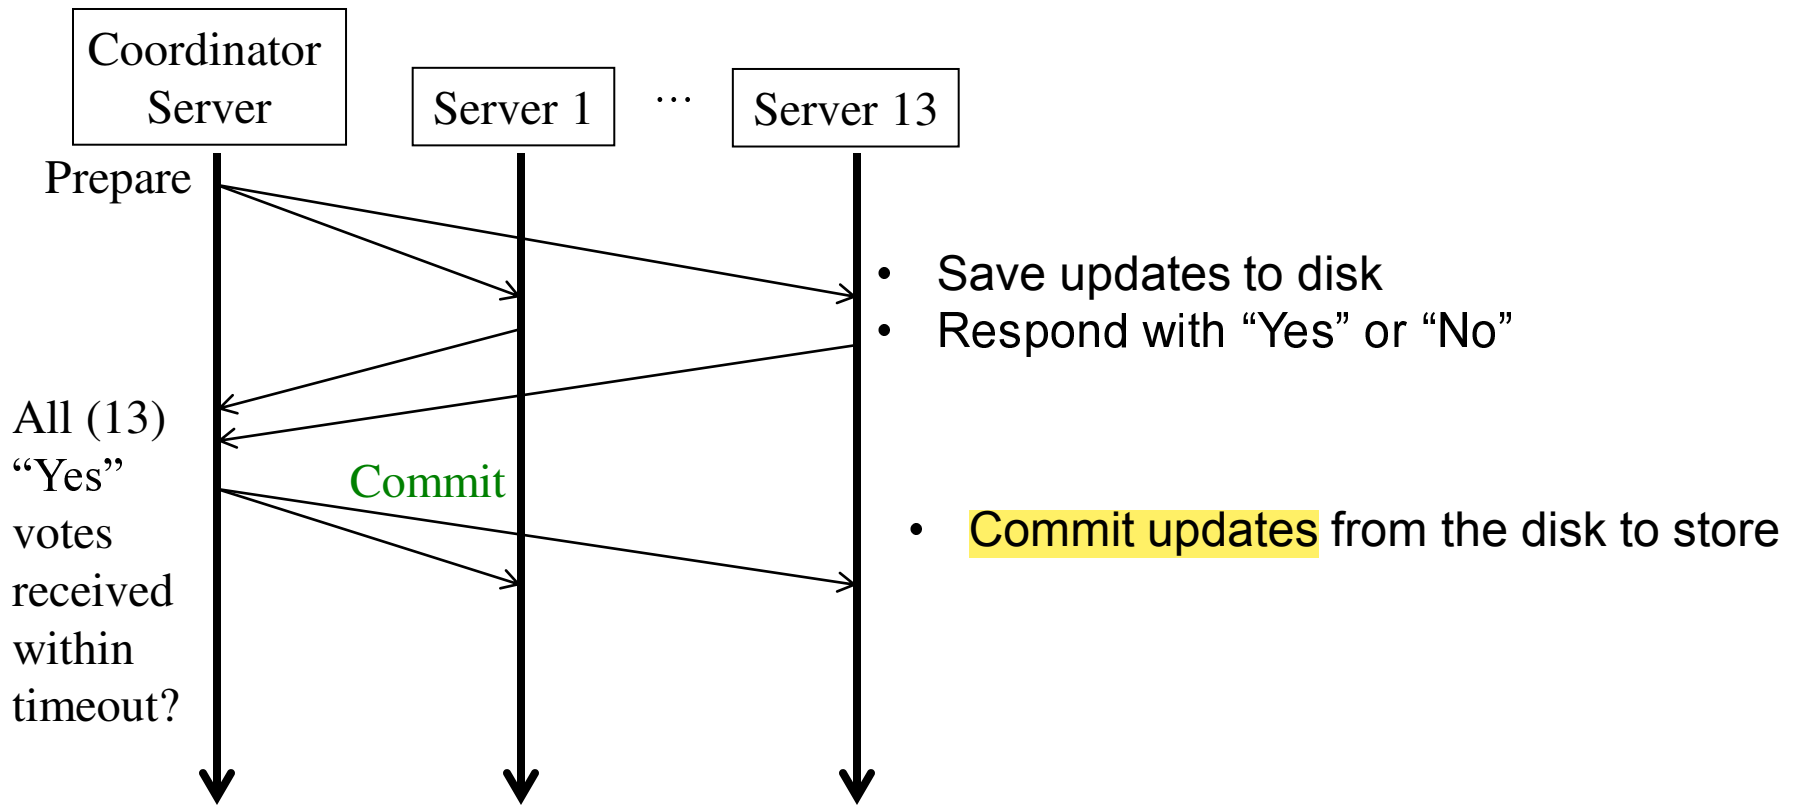 Coordinator
Server
Server 1
…
Server 13
Prepare
• Save updates to disk
• Respond with “Yes” or “No”
All (13)
“Yes”
votes
received
within
timeout?
Commit
• Commit updates from the disk to store